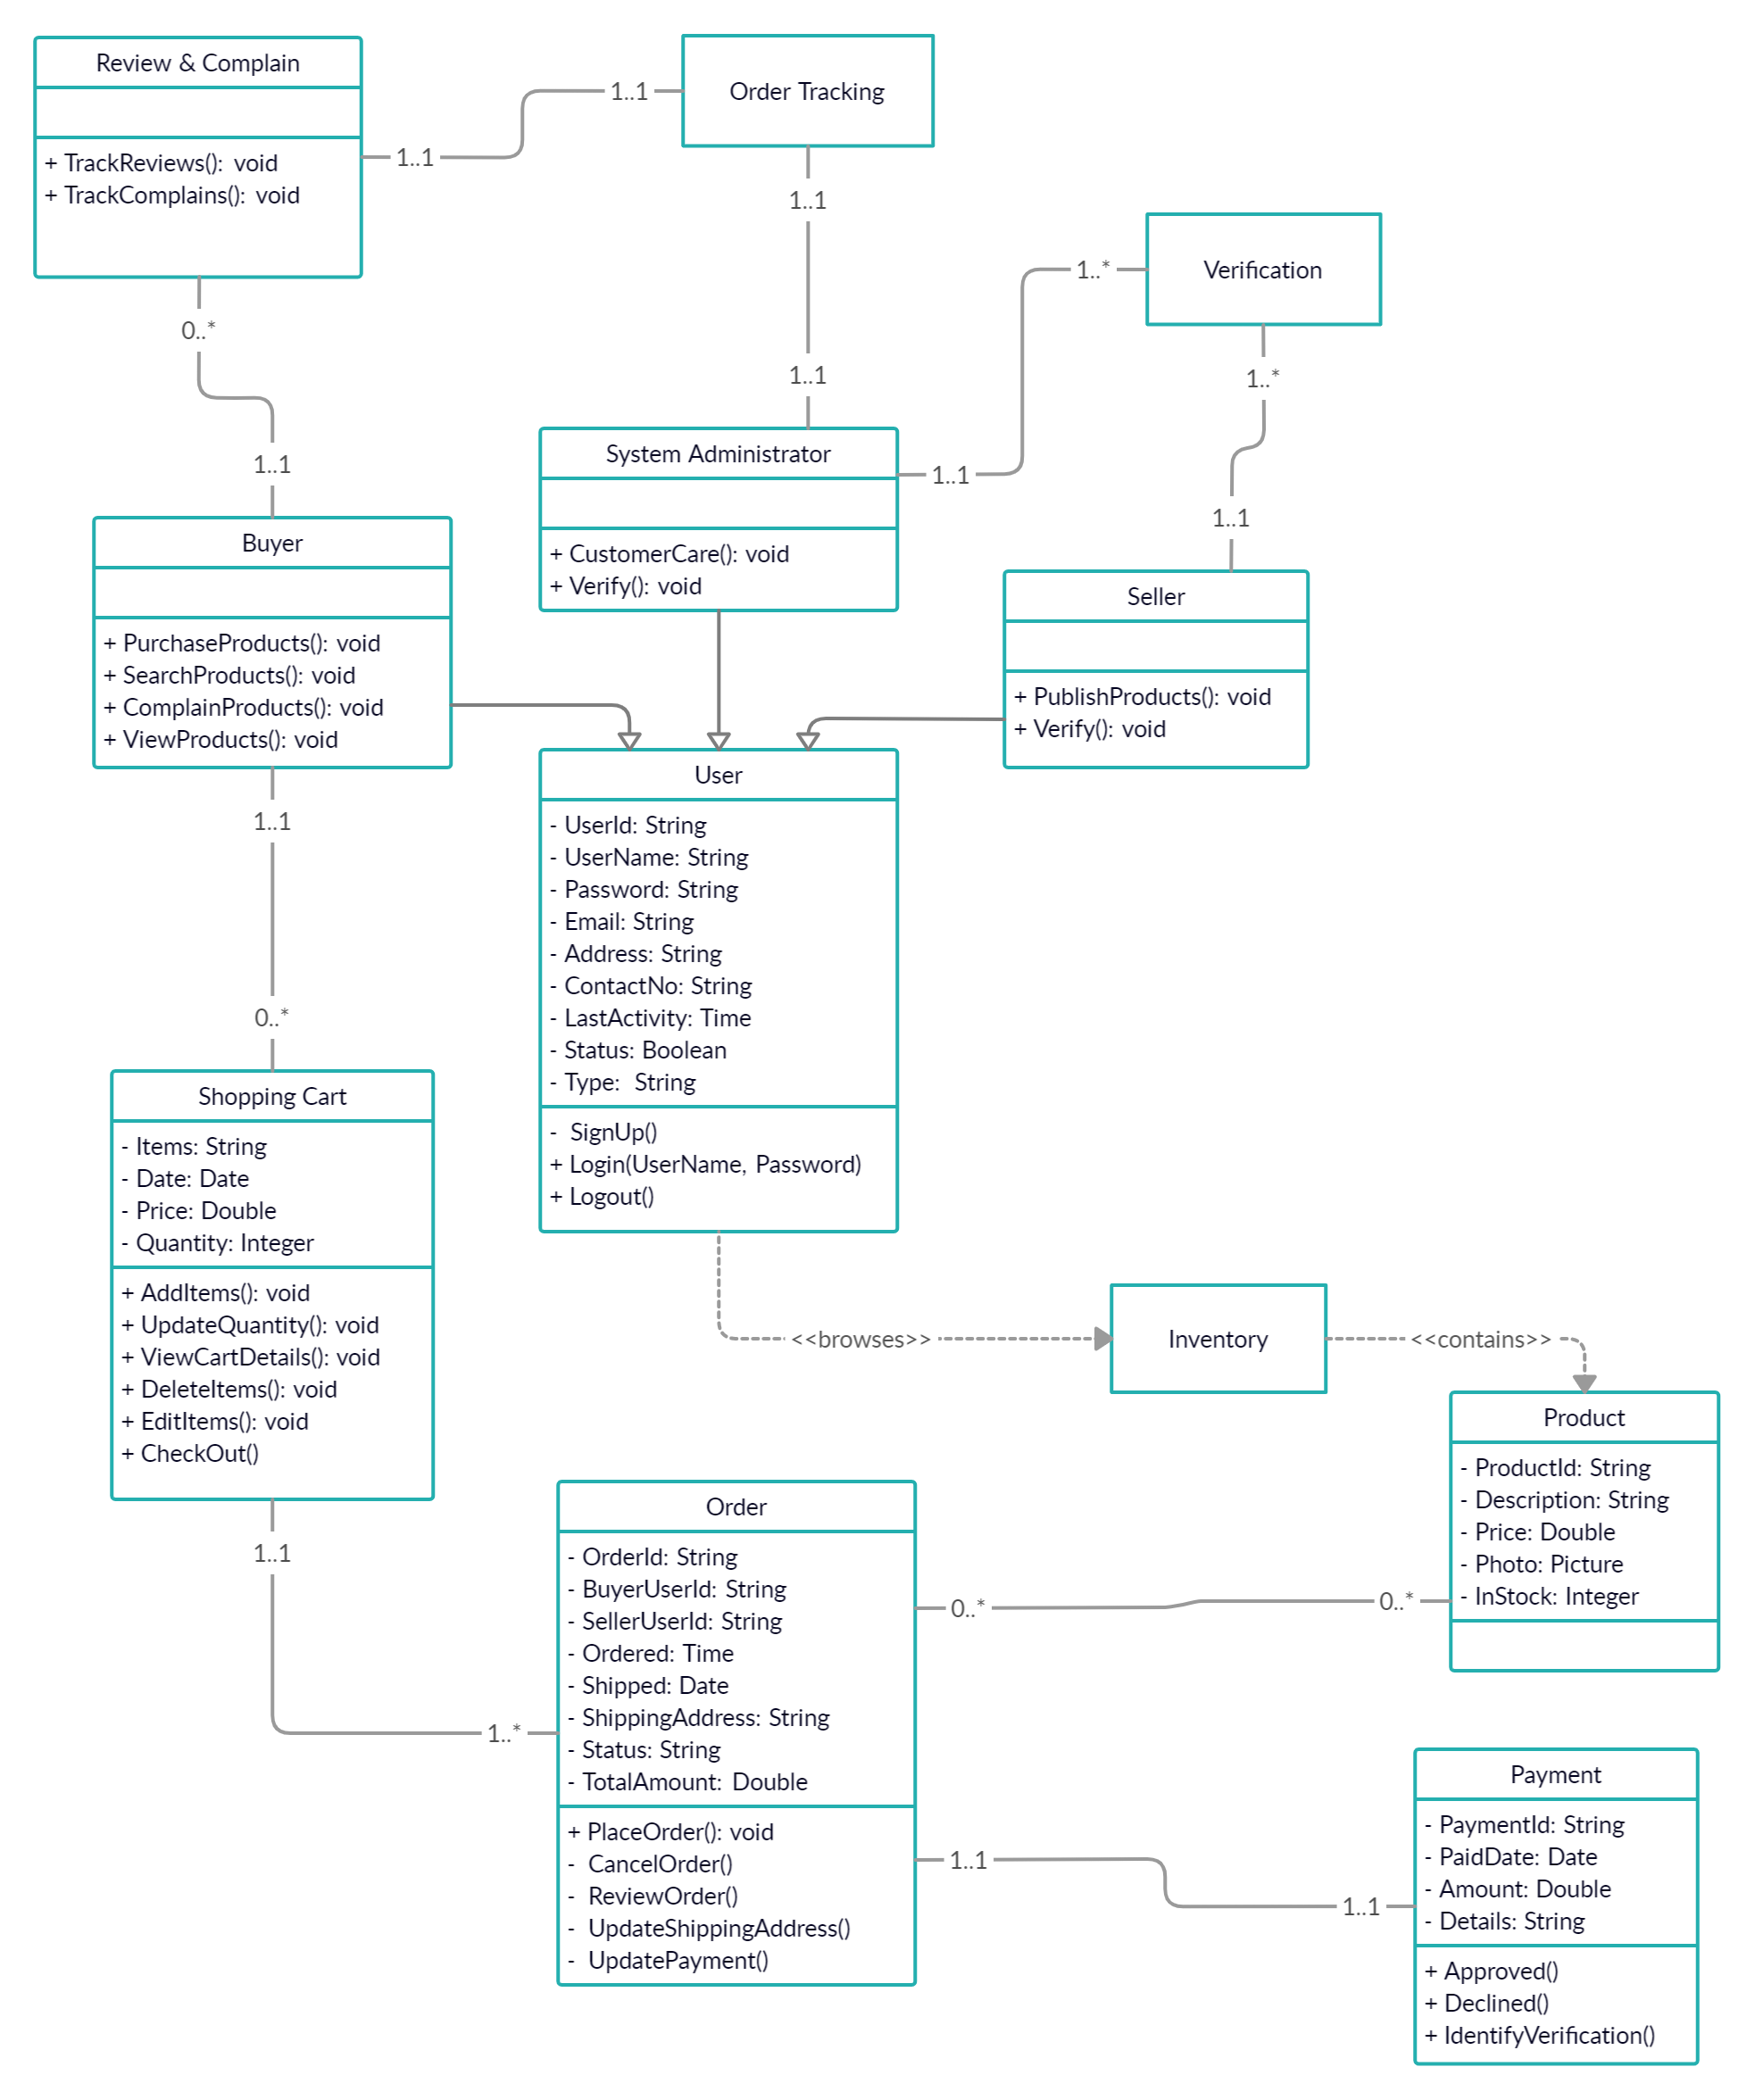 Review & Complain
+ TrackReviews(): void
+ TrackComplains(): void
1..1
1..1
Order Tracking
1..1
1..1
Verification
1..*
1..1
1..*
1..1
0..*
1..1
System Administrator
+ CustomerCare(): void
+ Verify(): void
Buyer
+ PurchaseProducts(): void
+ SearchProducts(): void
+ ComplainProducts(): void
+ ViewProducts(): void
Seller
+ PublishProducts(): void
+ Verify(): void
User
- UserId: String
- UserName: String
- Password: String
- Email: String
- Address: String
- ContactNo: String
- LastActivity: Time
- Status: Boolean
- Type:  String
-  SignUp()
+ Login(UserName, Password)
+ Logout()
1..1
0..*
Shopping Cart
- Items: String
- Date: Date
- Price: Double
- Quantity: Integer
+ AddItems(): void
+ UpdateQuantity(): void
+ ViewCartDetails(): void
+ DeleteItems(): void
+ EditItems(): void
+ CheckOut()
<<browses>>
Inventory
<<contains>>
Product
- ProductId: String
- Description: String
- Price: Double
- Photo: Picture
- InStock: Integer
1..1
1..*
Order
- OrderId: String
- BuyerUserId: String
- SellerUserId: String
- Ordered: Time
- Shipped: Date
- ShippingAddress: String
- Status: String
- TotalAmount: Double
+ PlaceOrder(): void
-  CancelOrder()
-  ReviewOrder()
-  UpdateShippingAddress()
-  UpdatePayment()
0..*
0..*
1..1
1..1
Payment
- PaymentId: String
- PaidDate: Date
- Amount: Double
- Details: String
+ Approved()
+ Declined()
+ IdentifyVerification()